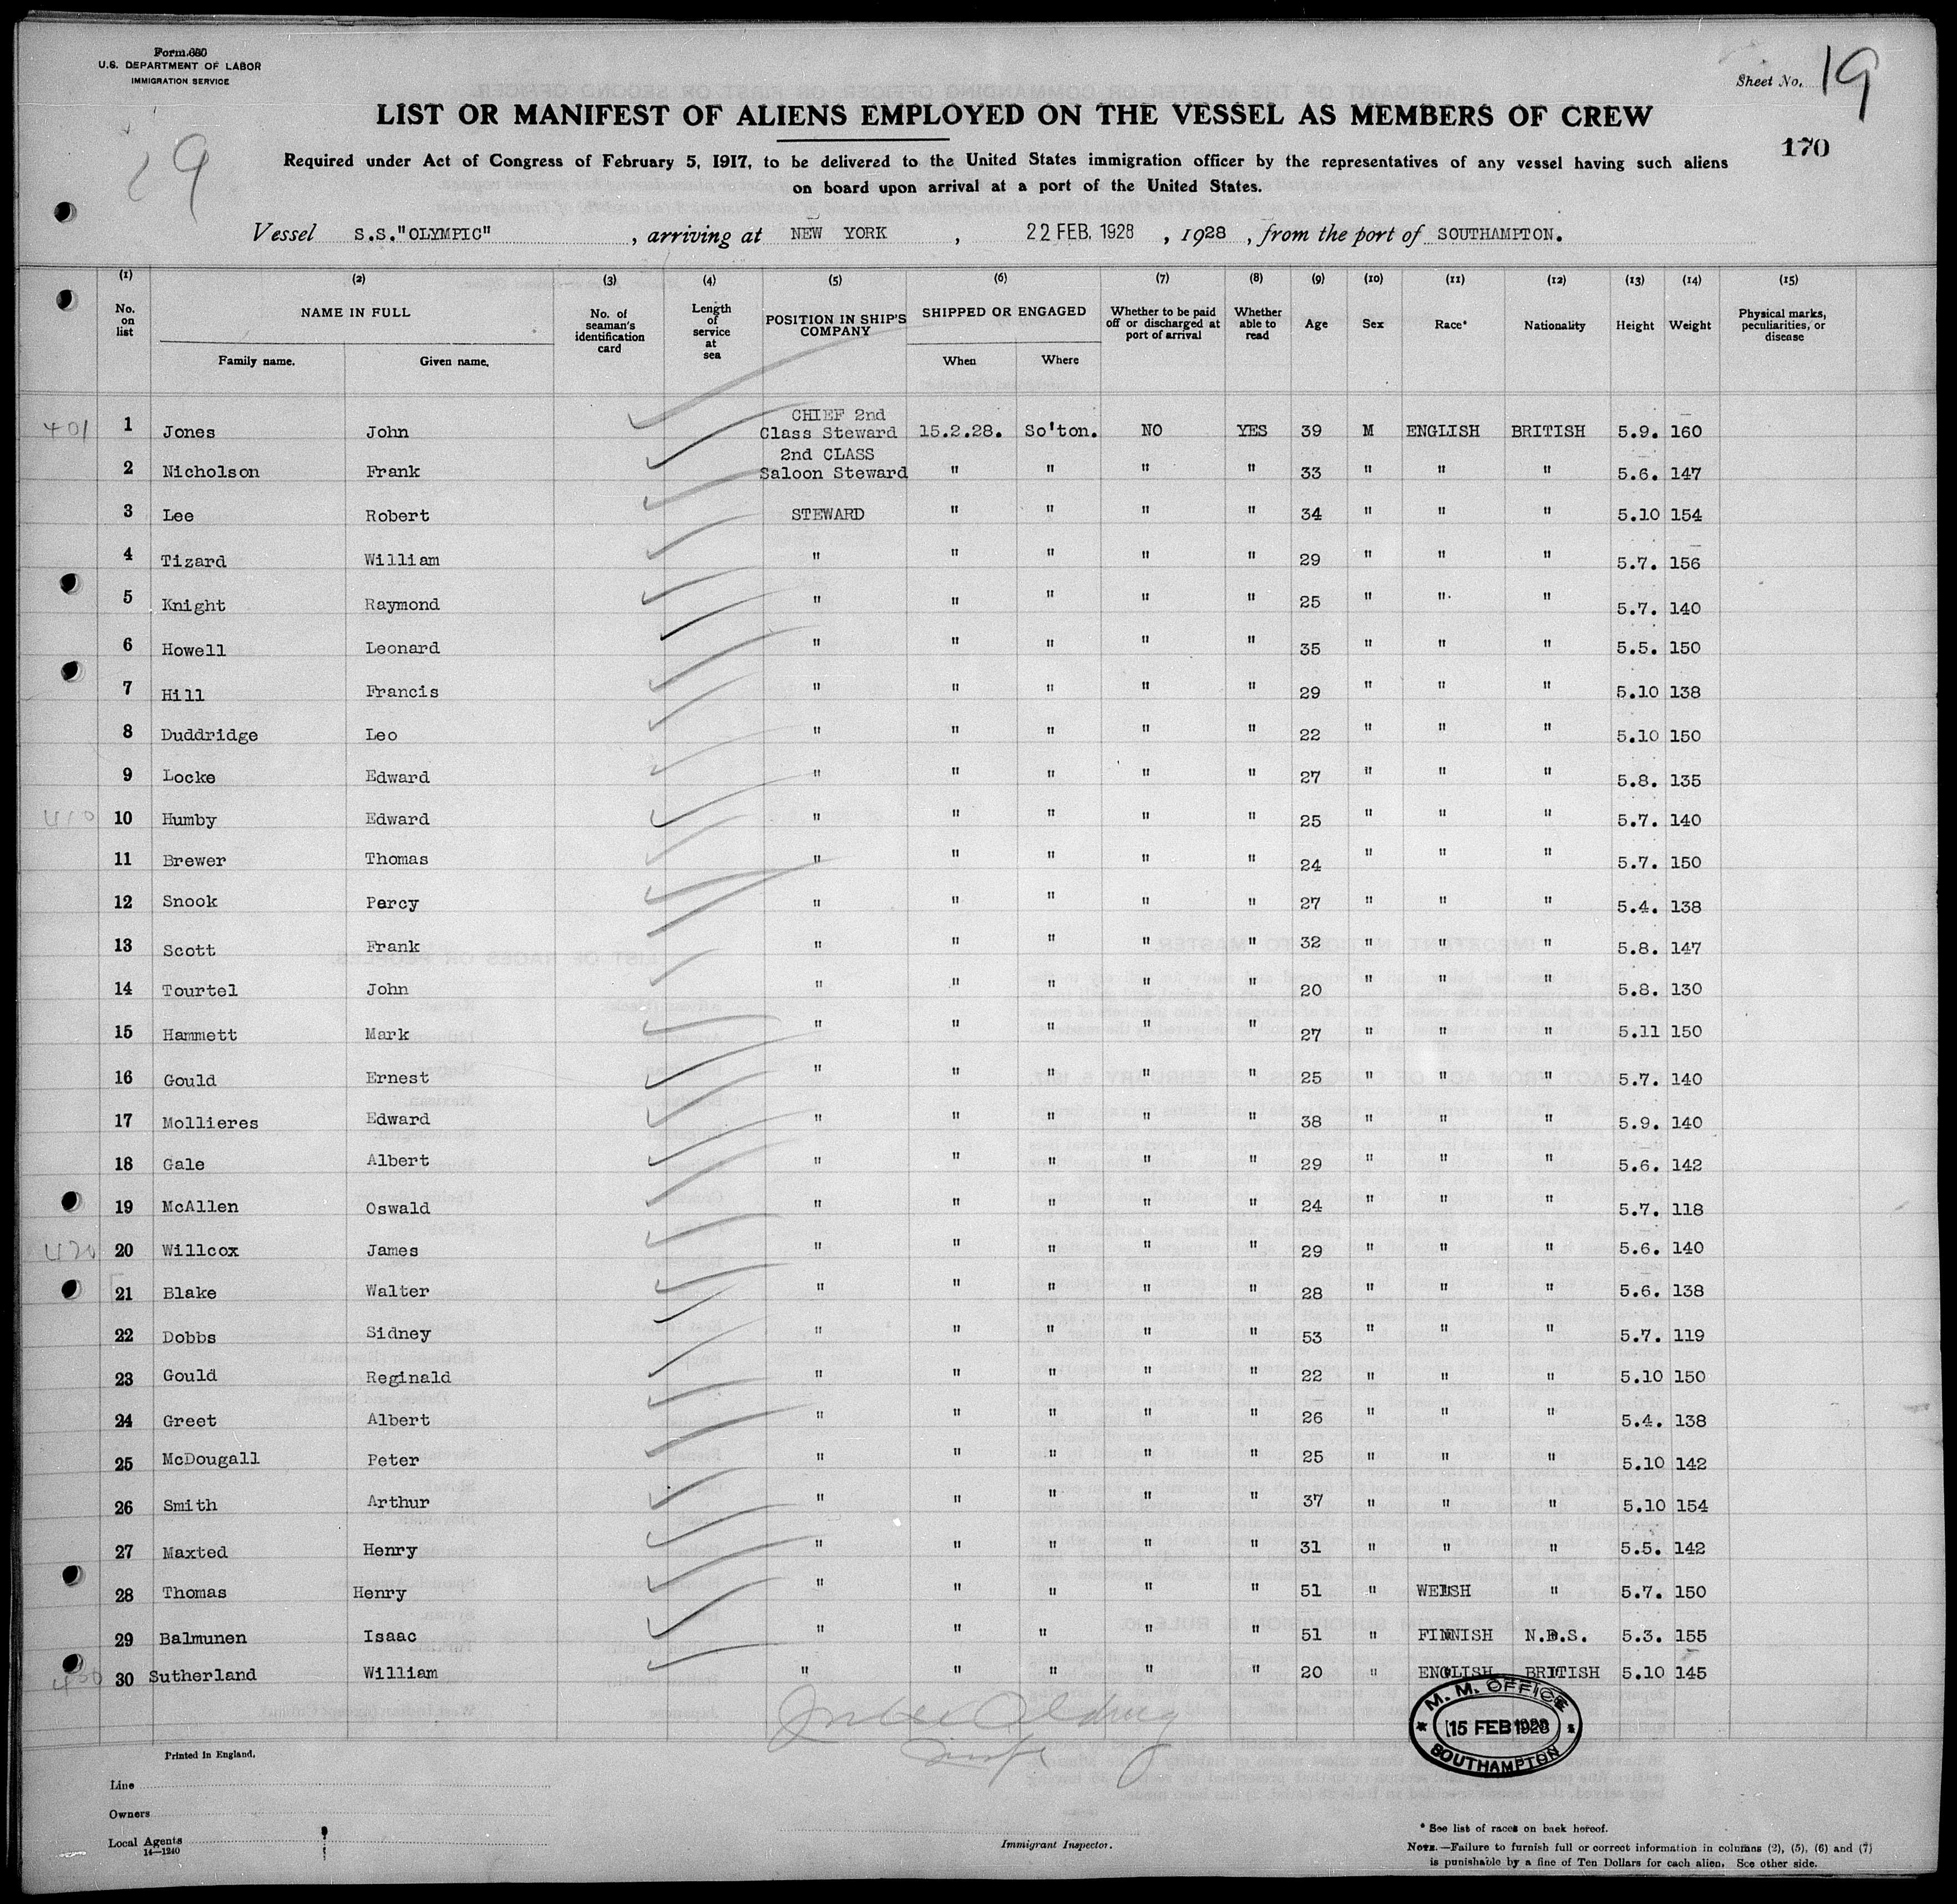 Form 680
U.S. DEPARTMENT OF LABOR
IMMIGRATION SERVICE
Sheet No. 19
LIST OR MANIFEST OF ALIENS EMPLOYED ON THE VESSEL AS MEMBERS OF CREW
170
19
Required under Act of Congress of February 5, 1917, to be delivered to the United States immigration officer by the representatives of any vessel having such aliens
on board upon arrival at a port of the United States.
Vessel S.S."OLYMPIC" , arriving at NEW YORK , 22 FEB. 1928 , 1928 , from the port of SOUTHAMPTON.
(1) (2) (3) (4) (5) (6) (7) (8) (9) (10) (11) (12) (13) (14) (15)
No. on list NAME IN FULL Family name. Given name. No. of seaman's identification card Length of service at sea POSITION IN SHIP'S COMPANY SHIPPED OR ENGAGED When Where Whether to be paid off or discharged at port of arrival Whether able to read Age Sex Race* Nationality Height Weight Physical marks, peculiarities, or disease
401 1 Jones John CHIEF 2nd Class Steward 15.2.28. So'ton. NO YES 39 M ENGLISH BRITISH 5.9. 160
2 Nicholson Frank 2nd CLASS Saloon Steward " " " " 33 " " " 5.6. 147
3 Lee Robert STEWARD " " " " 34 " " " 5.10 154
4 Tizard William " " " " " 29 " " " 5.7. 156
5 Knight Raymond " " " " " 25 " " " 5.7. 140
6 Howell Leonard " " " " " 35 " " " 5.5. 150
7 Hill Francis " " " " " 29 " " " 5.10 138
8 Duddridge Leo " " " " " 22 " " " 5.10 150
9 Locke Edward " " " " " 27 " " " 5.8. 135
410 10 Humby Edward " " " " " 25 " " " 5.7. 140
11 Brewer Thomas " " " " " 24 " " " 5.7. 150
12 Snook Percy " " " " " 27 " " " 5.4. 138
13 Scott Frank " " " " " 32 " " " 5.8. 147
14 Tourtel John " " " " " 20 " " " 5.8. 130
15 Hammett Mark " " " " " 27 " " " 5.11 150
16 Gould Ernest " " " " " 25 " " " 5.7. 140
17 Mollieres Edward " " " " " 38 " " " 5.9. 140
18 Gale Albert " " " " " 29 " " " 5.6. 142
19 McAllen Oswald " " " " " 24 " " " 5.7. 118
420 20 Willcox James " " " " " 29 " " " 5.6. 140
21 Blake Walter " " " " " 28 " " " 5.6. 138
22 Dobbs Sidney " " " " " 53 " " " 5.7. 119
23 Gould Reginald " " " " " 22 " " " 5.10 150
24 Greet Albert " " " " " 26 " " " 5.4. 138
25 McDougall Peter " " " " " 25 " " " 5.10 142
26 Smith Arthur " " " " " 37 " " " 5.10 154
27 Maxted Henry " " " " " 31 " " " 5.5. 142
28 Thomas Henry " " " " " 51 " WELSH " 5.7. 150
29 Balmunen Isaac " " " " " 51 " FINNISH 5.3. 155
430 30 Sutherland William " " " " " 20 " ENGLISH BRITISH 5.10 145
M. M. OFFICE
15 FEB 1928
SOUTHAMPTON
Printed in England.
Line
Owners
Local Agents
14—1240
Immigrant Inspector.
* See list of races on back hereof.
NOTE.—Failure to furnish full or correct information in columns (2), (5), (6) and (7)
is punishable by a fine of Ten Dollars for each alien. See other side.